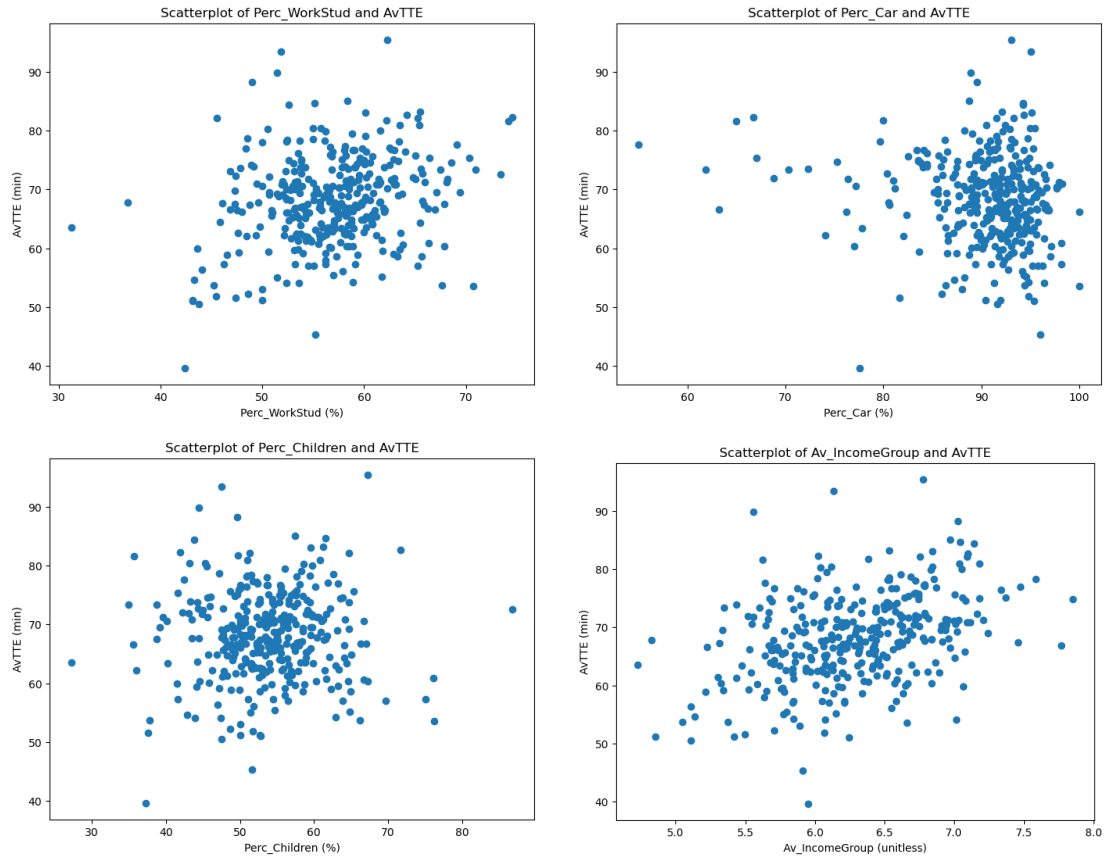 Scatterplot of Perc_WorkStud and AvTTE
AvTTE (min)
90
80
70
60
50
40
30 40 50 60 70
Perc_WorkStud (%)
Scatterplot of Perc_Car and AvTTE
AvTTE (min)
90
80
70
60
50
40
60 70 80 90 100
Perc_Car (%)
Scatterplot of Perc_Children and AvTTE
AvTTE (min)
90
80
70
60
50
40
30 40 50 60 70 80
Perc_Children (%)
Scatterplot of Av_IncomeGroup and AvTTE
AvTTE (min)
90
80
70
60
50
40
5.0 5.5 6.0 6.5 7.0 7.5 8.0
Av_IncomeGroup (unitless)